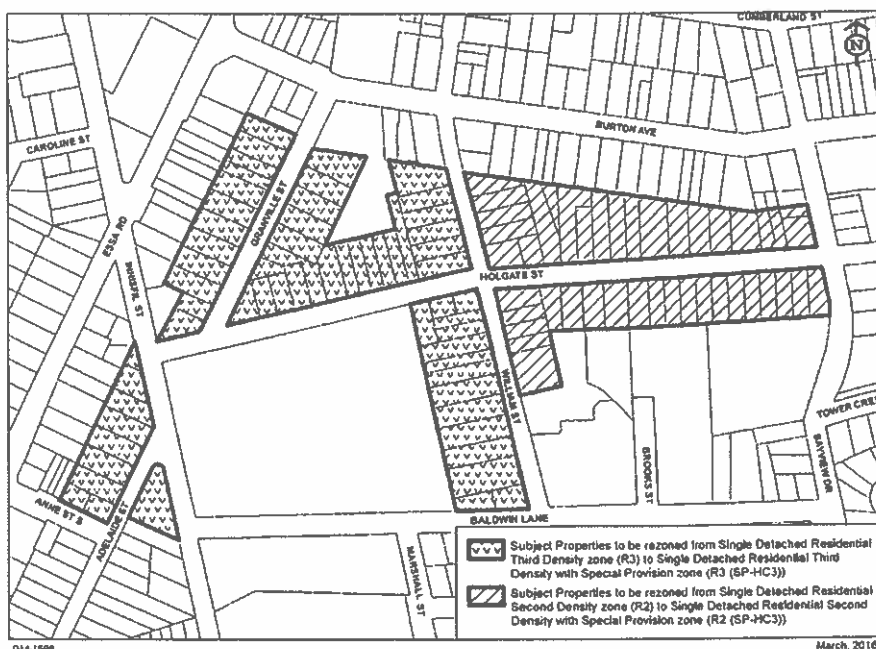 CUMBERLAND ST
N
BURTON AVE
CAROLINE ST
GRANVILLE ST
ESSA RD
INNISFIL ST
HOLGATE ST
WILLIAM ST
TOWER CRES
BAYVIEW DR
BROOKS ST
ANNE ST S
ADELAIDE ST
BALDWIN LANE
MARSHALL ST
Subject Properties to be rezoned from Single Detached Residential
Third Density zone (R3) to Single Detached Residential Third
Density with Special Provision zone (R3 (SP-HC3))
Subject Properties to be rezoned from Single Detached Residential
Second Density zone (R2) to Single Detached Residential Second
Density with Special Provision zone (R2 (SP-HC3))
March, 2016